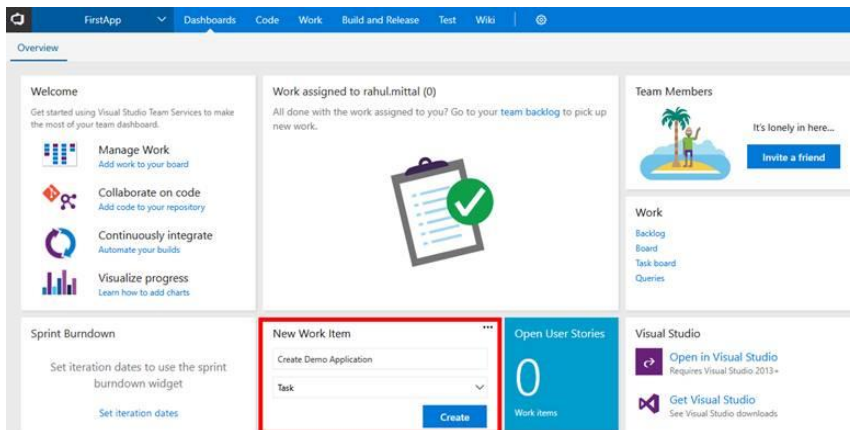 FirstApp
Dashboards
Code
Work
Build and Release
Test
Wiki
Overview
Welcome
Get started using Visual Studio Team Services to make
the most of your team dashboard.
Manage Work
Add work to your board
Collaborate on code
Add code to your repository
Continuously integrate
Automate your builds
Visualize progress
Learn how to add charts
Work assigned to rahul.mittal (0)
All done with the work assigned to you? Go to your team backlog to pick up
new work.
Team Members
It's lonely in here...
Invite a friend
Work
Backlog
Board
Task board
Queries
Sprint Burndown
Set iteration dates to use the sprint
burndown widget
Set iteration dates
New Work Item
Create Demo Application
Task
Create
Open User Stories
0
Work items
Visual Studio
Open in Visual Studio
Requires Visual Studio 2013+
Get Visual Studio
See Visual Studio downloads